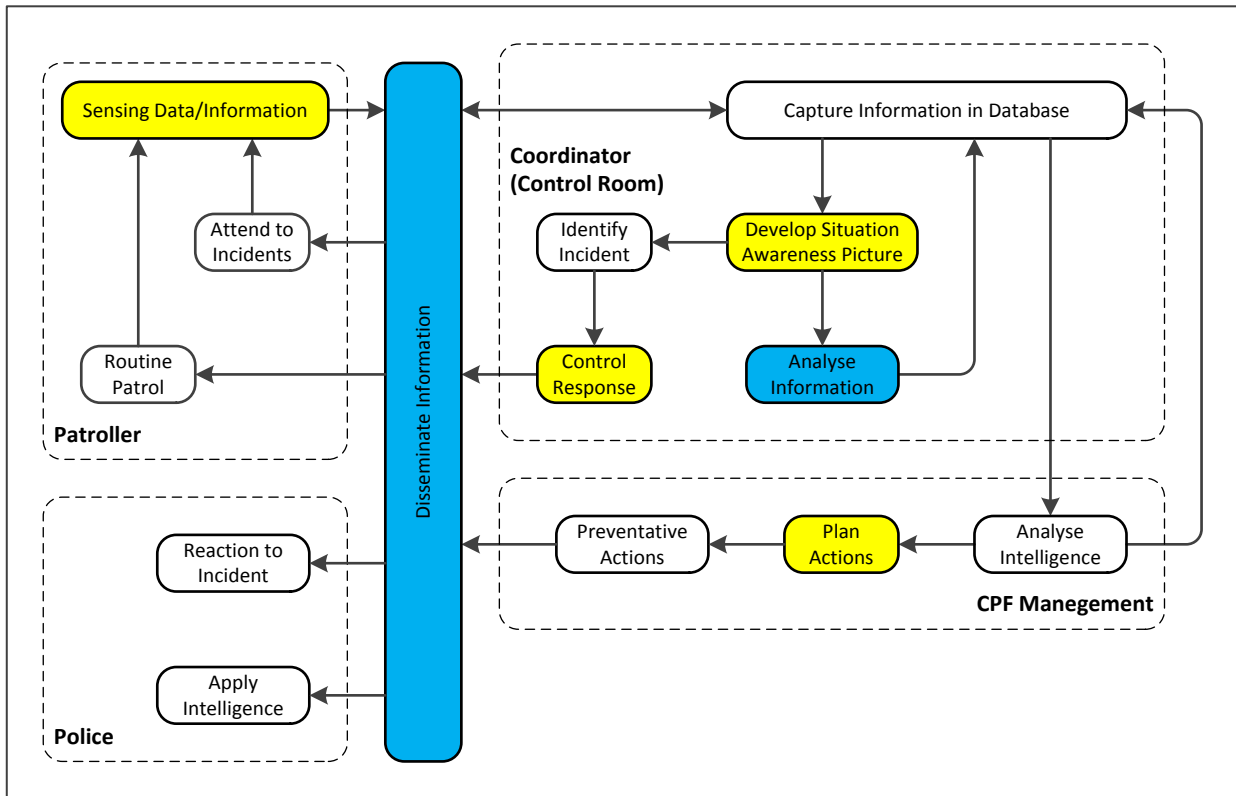 Sensing Data/Information
Attend to
Incidents
Routine
Patrol
Patroller
Reaction to
Incident
Apply
Intelligence
Police
Disseminate Information
Capture Information in Database
Coordinator
(Control Room)
Identify
Incident
Develop Situation
Awareness Picture
Control
Response
Analyse
Information
Preventative
Actions
Plan
Actions
Analyse
Intelligence
CPF Manegement